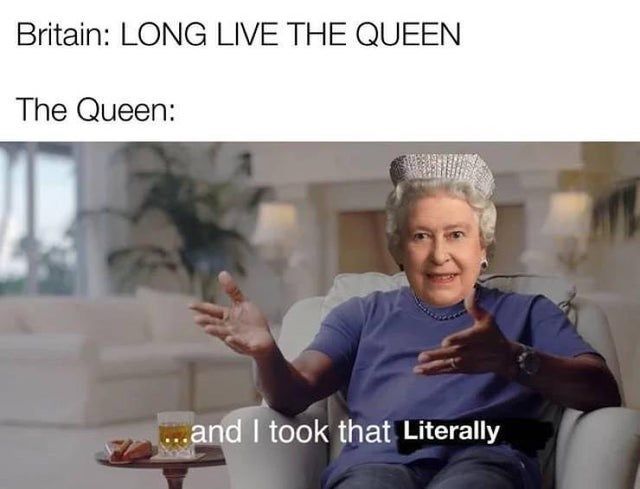 Britain: LONG LIVE THE QUEEN
The Queen:
...and I took that Literally